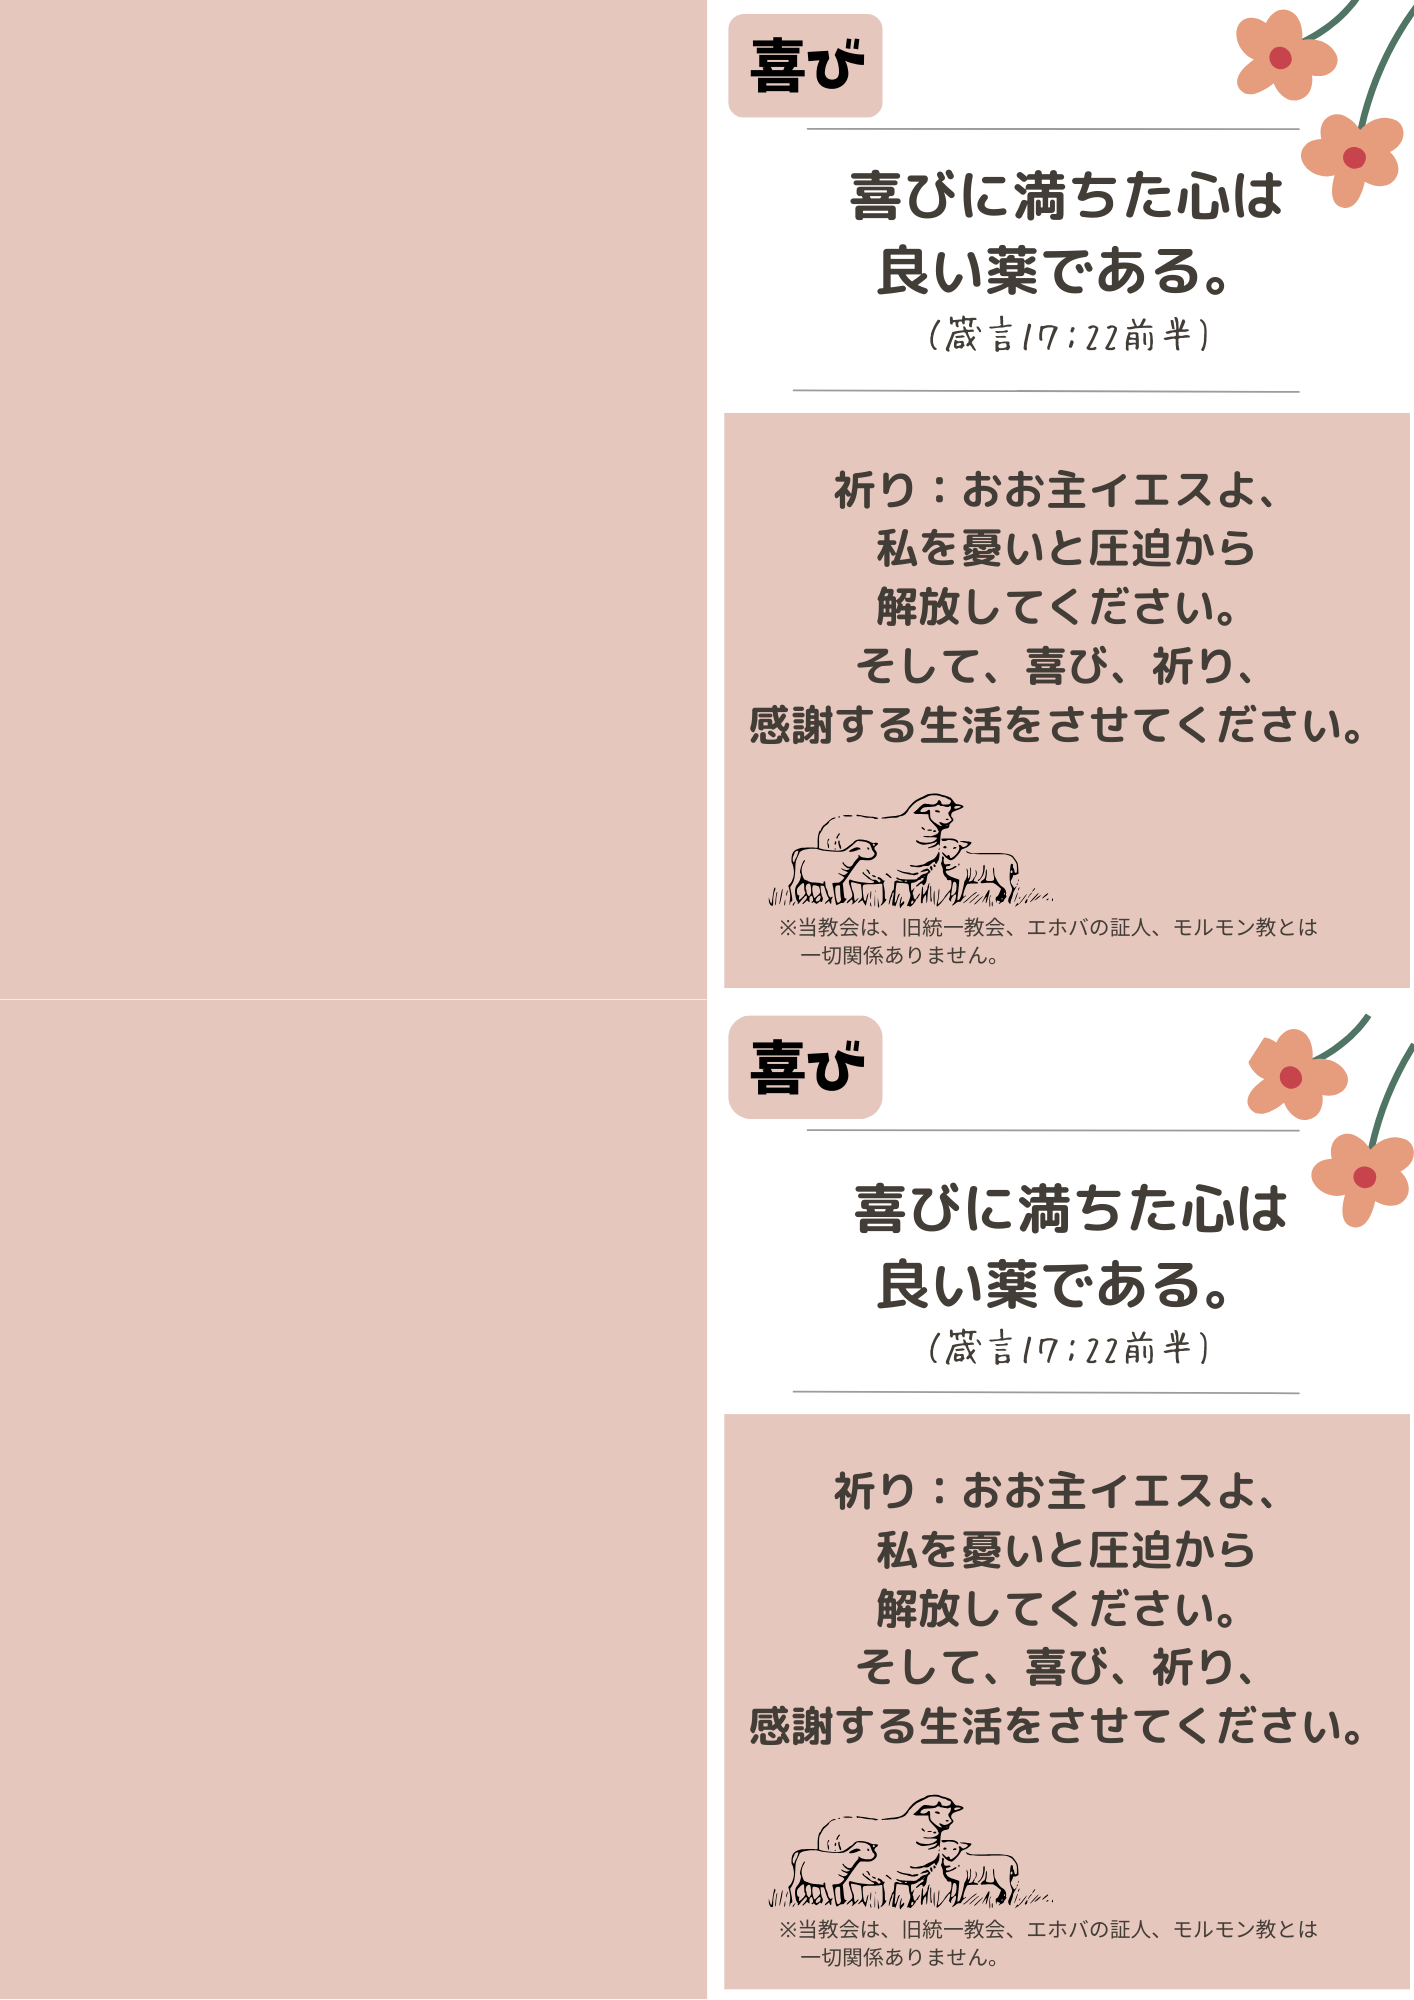 喜び
喜びに満ちた心は
良い薬である。
(箴言17:22前半)
祈り：おお主イエスよ、
私を憂いと圧迫から
解放してください。
そして、喜び、祈り、
感謝する生活をさせてください。
※当教会は、旧統一教会、エホバの証人、モルモン教とは
一切関係ありません。
喜び
喜びに満ちた心は
良い薬である。
(箴言17:22前半)
祈り：おお主イエスよ、
私を憂いと圧迫から
解放してください。
そして、喜び、祈り、
感謝する生活をさせてください。
※当教会は、旧統一教会、エホバの証人、モルモン教とは
一切関係ありません。